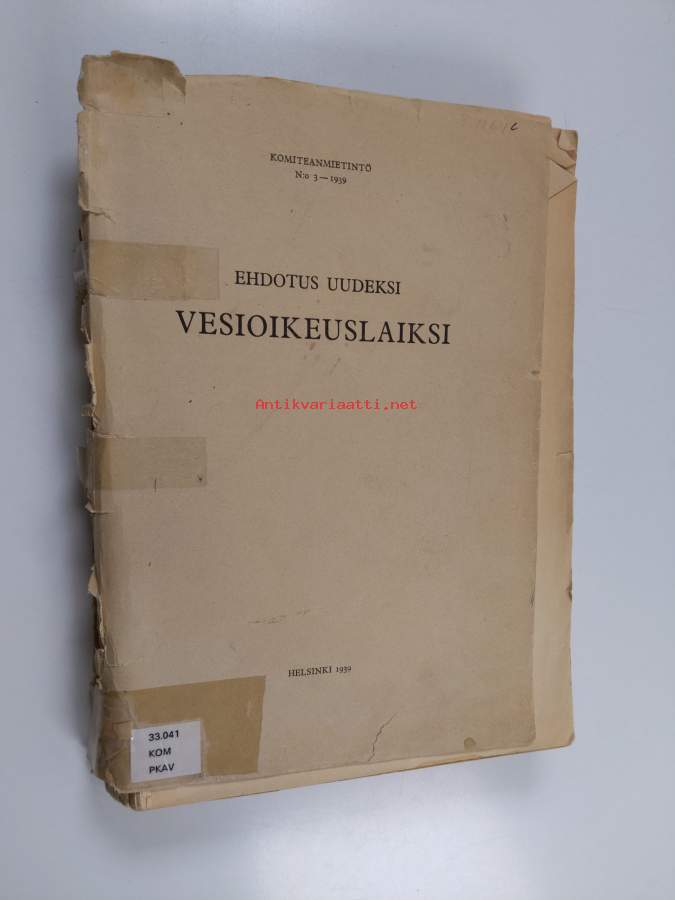 KOMITEANMIETINTÖ
N:o 3 — 1939
EHDOTUS UUDEKSI
VESIOIKEUSLAIKSI
Antikvariaatti.net
HELSINKI 1939
33.041
KOM
PKAV